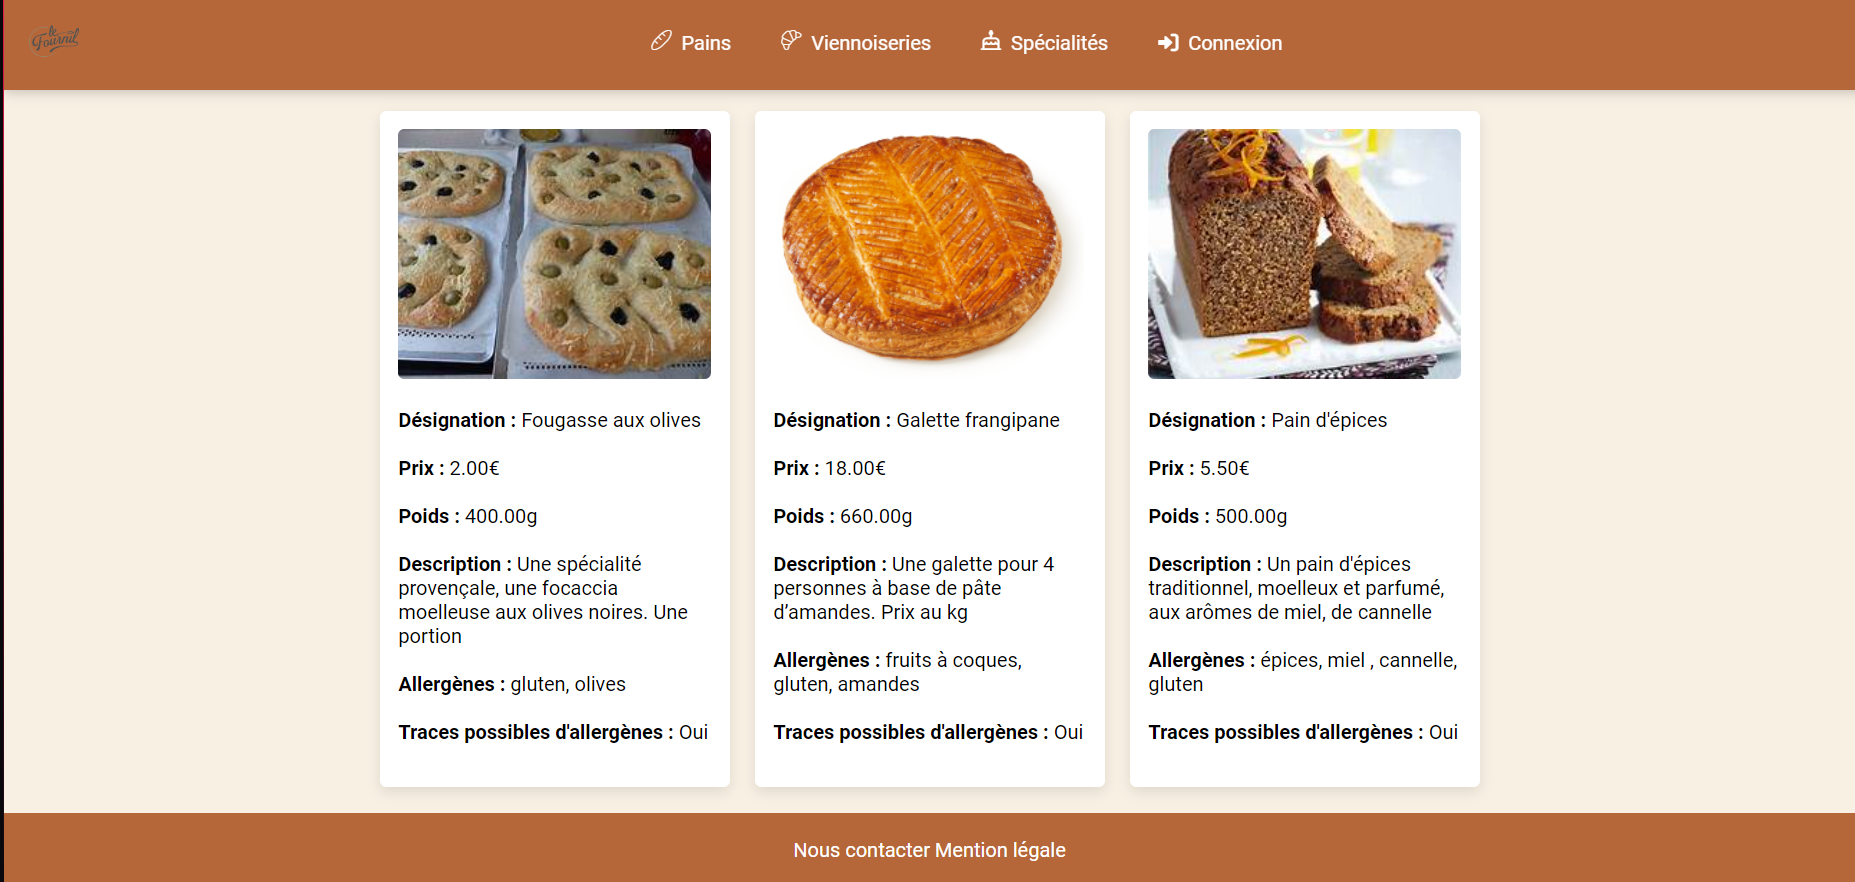 le
Fournil
Pains
Viennoiseries
Spécialités
Connexion
Désignation : Fougasse aux olives
Prix : 2.00€
Poids : 400.00g
Description : Une spécialité
provençale, une focaccia
moelleuse aux olives noires. Une
portion
Allergènes : gluten, olives
Traces possibles d'allergènes : Oui
Désignation : Galette frangipane
Prix : 18.00€
Poids : 660.00g
Description : Une galette pour 4
personnes à base de pâte
d’amandes. Prix au kg
Allergènes : fruits à coques,
gluten, amandes
Traces possibles d'allergènes : Oui
Désignation : Pain d'épices
Prix : 5.50€
Poids : 500.00g
Description : Un pain d'épices
traditionnel, moelleux et parfumé,
aux arômes de miel, de cannelle
Allergènes : épices, miel , cannelle,
gluten
Traces possibles d'allergènes : Oui
Nous contacter Mention légale